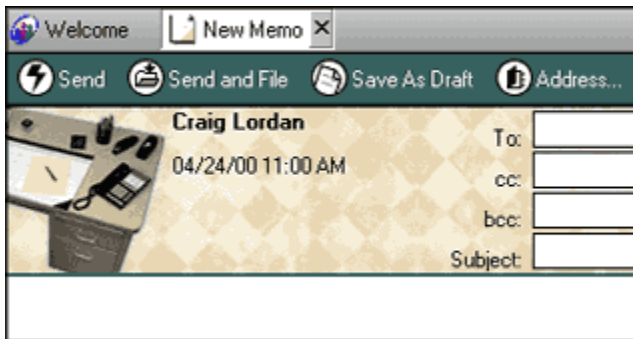 Welcome New Memo
Send Send and File Save As Draft Address...
Craig Lordan
04/24/00 11:00 AM
To:
cc:
bcc:
Subject: